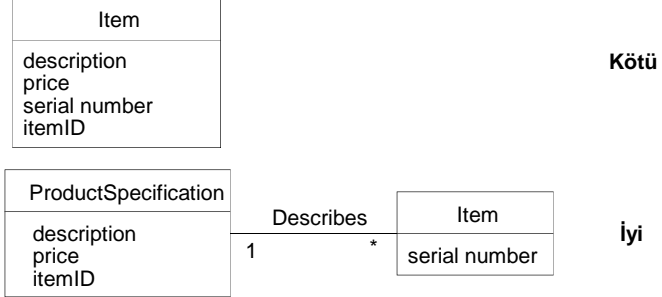 Item
description
price
serial number
itemID
Kötü
ProductSpecification
description
price
itemID
Describes
1
*
Item
serial number
İyi